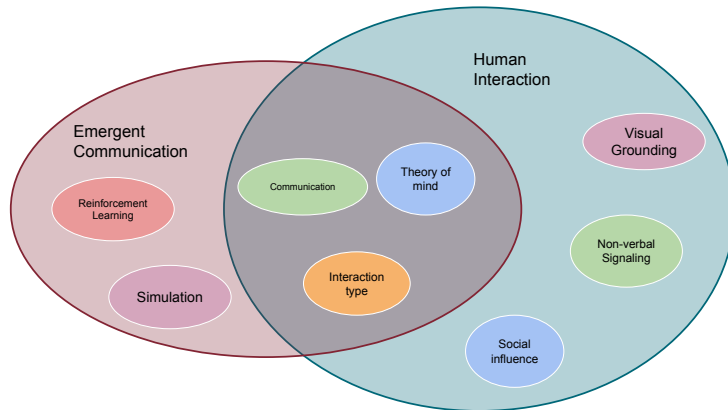 Human
Interaction
Emergent
Communication
Visual
Grounding
Communication
Theory of
mind
Reinforcement
Learning
Non-verbal
Signaling
Interaction
type
Simulation
Social
influence